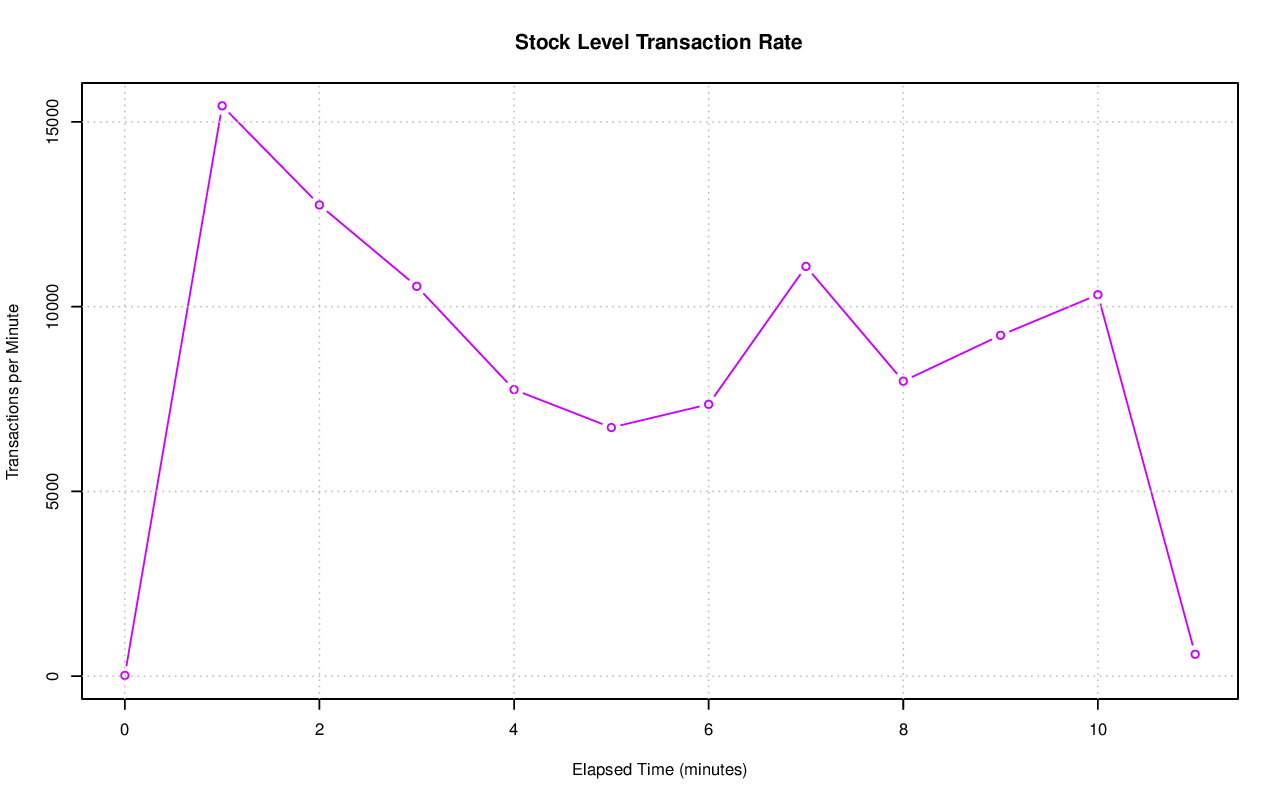 Stock Level Transaction Rate
Transactions per Minute
15000
10000
5000
0
0 2 4 6 8 10
Elapsed Time (minutes)